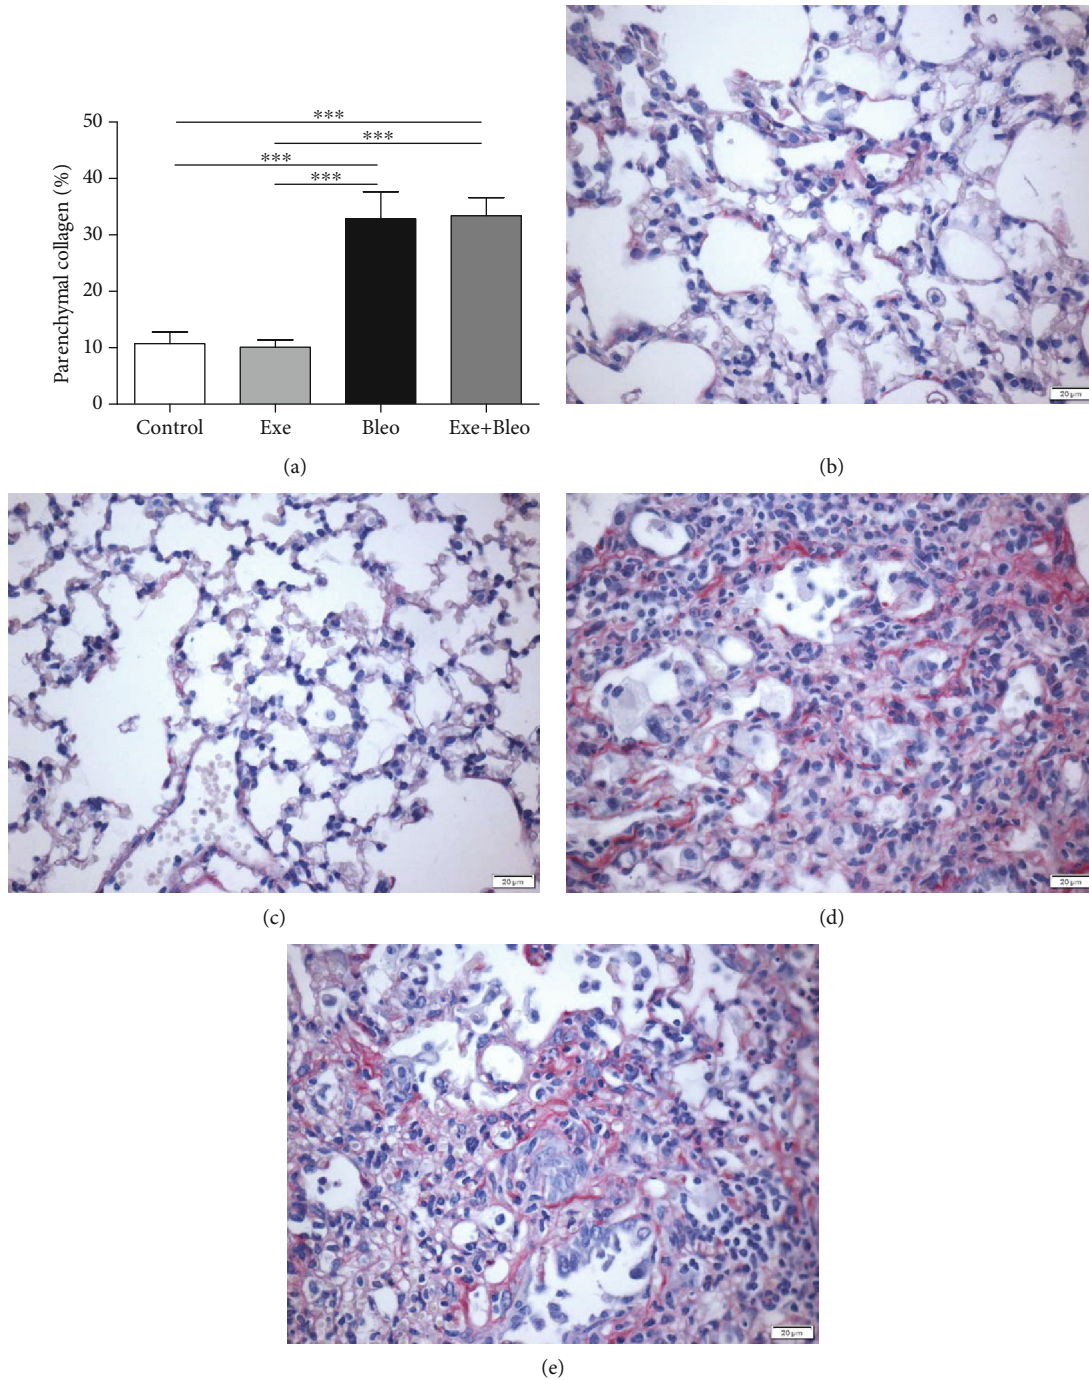 ***
***
***
***
50
40
30
20
10
0
Parenchymal collagen (%)
Control Exe Bleo Exe+Bleo
(a)
20 μm
(b)
20 μm
(c)
20 μm
(d)
20 μm
(e)